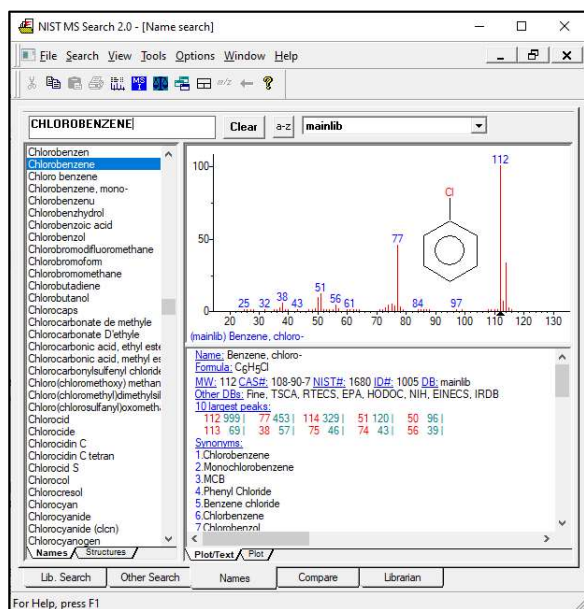 NIST MS Search 2.0 - [Name search]
File Search View Tools Options Window Help
CHLOROBENZENE Clear a-z mainlib
Chlorobenzen
Chlorobenzene
Chloro benzene
Chlorobenzene, mono-
Chlorobenzenu
Chlorobenzhydrol
Chlorobenzoic acid
Chlorobenzol
Chlorobromodifluoromethane
Chlorobromoform
Chlorobromomethane
Chlorobutadiene
Chlorobutanol
Chlorocaps
Chlorocarbonate de methyle
Chlorocarbonate D'ethyle
Chlorocarbonic acid, ethyl este
Chlorocarbonic acid, methyl es
Chlorocarbonylsulfenyl chloride
Chloro(chloromethoxy) methan
Chloro(chloromethyl)dimethylsil
Chloro(chlorosulfanyl)oxometha
Chlorocid
Chlorocide
Chlorocidin C
Chlorocidin C tetran
Chlorocid S
Chlorocol
Chlorocresol
Chlorocyan
Chlorocyanide
Chlorocyanide (clcn)
Chlorocyanogen
Names Structures
100
50
0
112
77
Cl
25 32 38 43 51 56 61 84 97
20 30 40 50 60 70 80 90 100 110 120 130
(mainlib) Benzene, chloro-
Name: Benzene, chloro-
Formula: C6H5Cl
MW: 112 CAS#: 108-90-7 NIST#: 1680 ID#: 1005 DB: mainlib
Other DBs: Fine, TSCA, RTECS, EPA, HODOC, NIH, EINECS, IRDB
10 largest peaks:
112 999 | 77 453 | 114 329 | 51 120 | 50 96 |
113 69 | 38 57 | 75 46 | 74 43 | 56 39 |
Synonyms:
1.Chlorobenzene
2.Monochlorobenzene
3.MCB
4.Phenyl Chloride
5.Benzene chloride
6.Chlorbenzene
7.Chlorobenzol
Plot/Text Plot
Lib. Search Other Search Names Compare Librarian
For Help, press F1